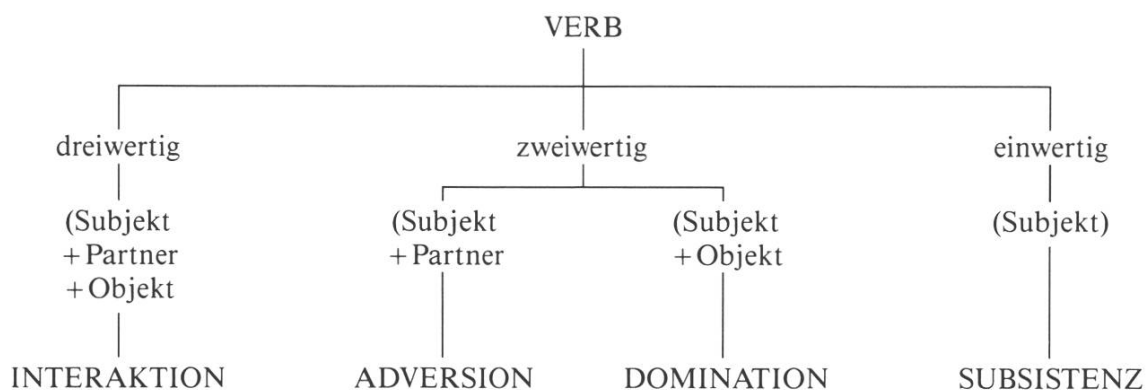 VERB
dreiwertig zweiwertig einwertig
(Subjekt (Subjekt (Subjekt (Subjekt)
+Partner +Partner +Objekt
+Objekt
INTERAKTION ADVERSION DOMINATION SUBSISTENZ